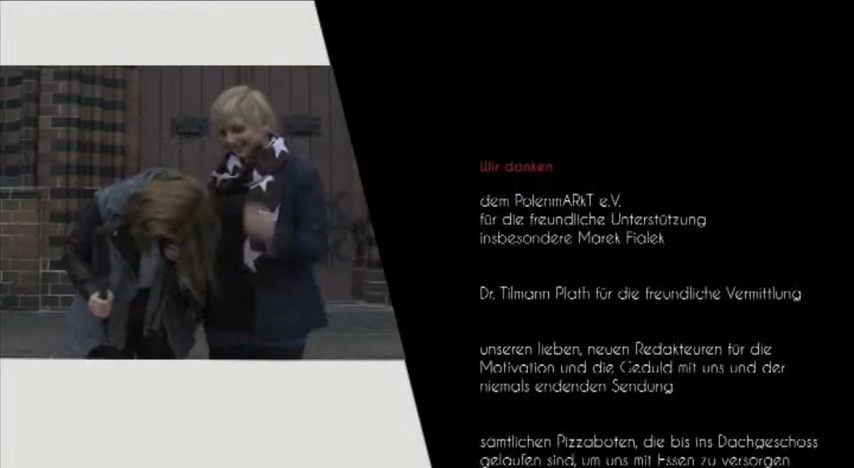 Wir danken
dem PolenmARkT e.V.
für die freundliche Unterstützung
insbesondere Marek Fialek
Dr. Tilmann Plath für die freundliche Vermittlung
unseren lieben, neuen Redakteuren für die
Motivation und die Geduld mit uns und der
niemals endenden Sendung
sämtlichen Pizzaboten, die bis ins Dachgeschoss
gelaufen sind, um uns mit Essen zu versorgen